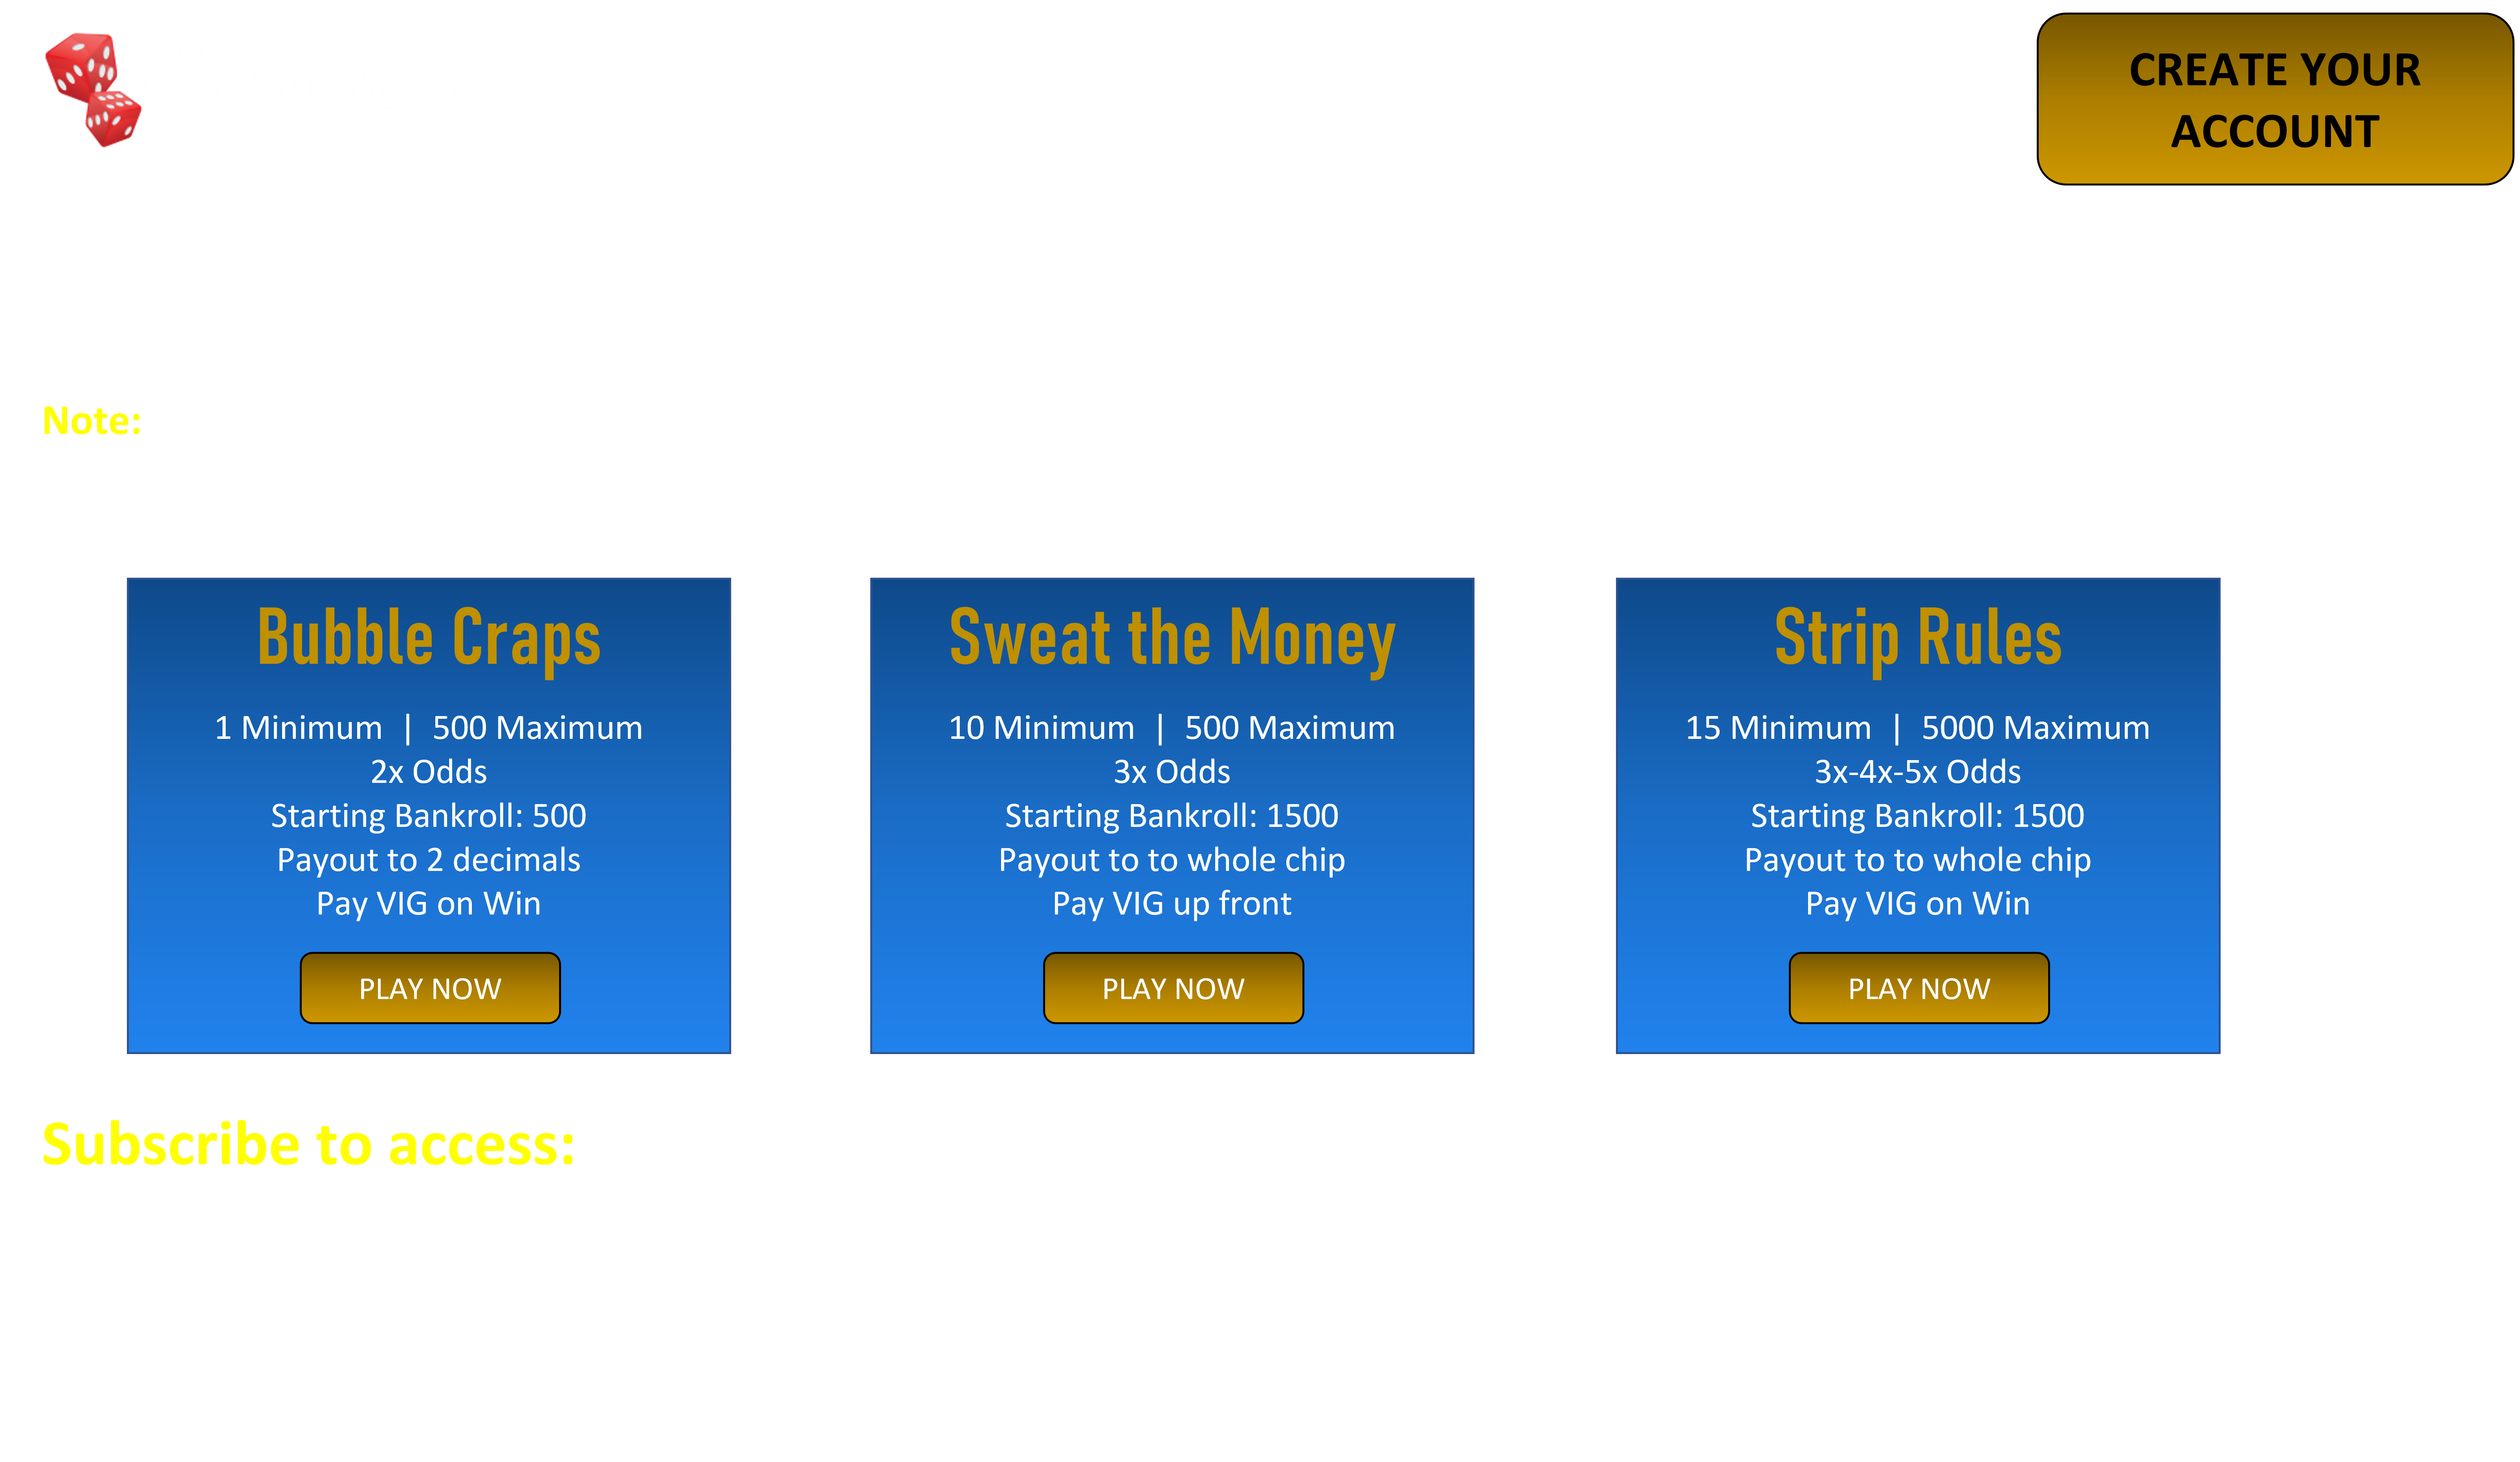 CREATE YOUR
ACCOUNT
Note:
Bubble Craps
1 Minimum | 500 Maximum
2x Odds
Starting Bankroll: 500
Payout to 2 decimals
Pay VIG on Win
PLAY NOW
Sweat the Money
10 Minimum | 500 Maximum
3x Odds
Starting Bankroll: 1500
Payout to to whole chip
Pay VIG up front
PLAY NOW
Strip Rules
15 Minimum | 5000 Maximum
3x-4x-5x Odds
Starting Bankroll: 1500
Payout to to whole chip
Pay VIG on Win
PLAY NOW
Subscribe to access: